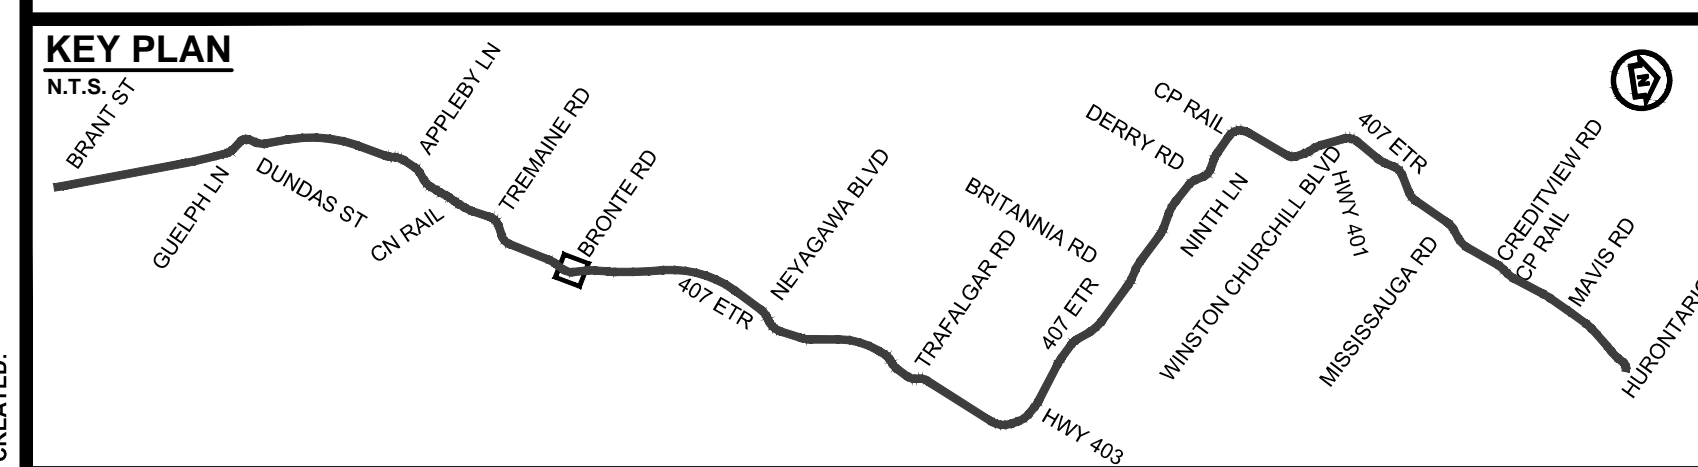 KEY PLAN
N.T.S.
BRANT ST
GUELPH LN
DUNDAS ST
APPLEBY LN
CN RAIL
TREMAINE RD
BRONTE RD
407 ETR
NEYAGAWA BLVD
TRAFALGAR RD
HWY 403
407 ETR
BRITANNIA RD
DERRY RD
CP RAIL
NINTH LN
WINSTON CHURCHILL BLVD
HWY 401
407 ETR
MISSISSAUGA RD
CREDITVIEW RD
CP RAIL
MAVIS RD
N
CREATED: